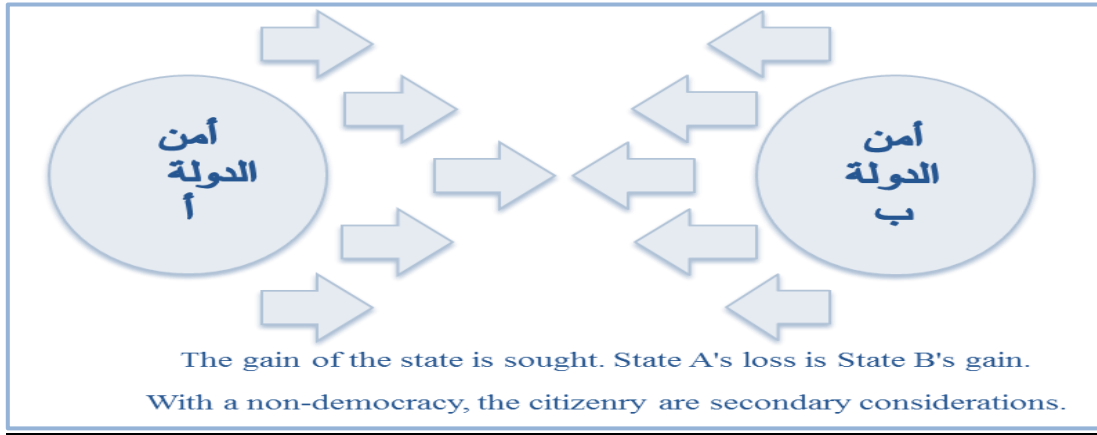 أمن
الدولة
أ
أمن
الدولة
ب
The gain of the state is sought. State A's loss is State B's gain.
With a non-democracy, the citizenry are secondary considerations.